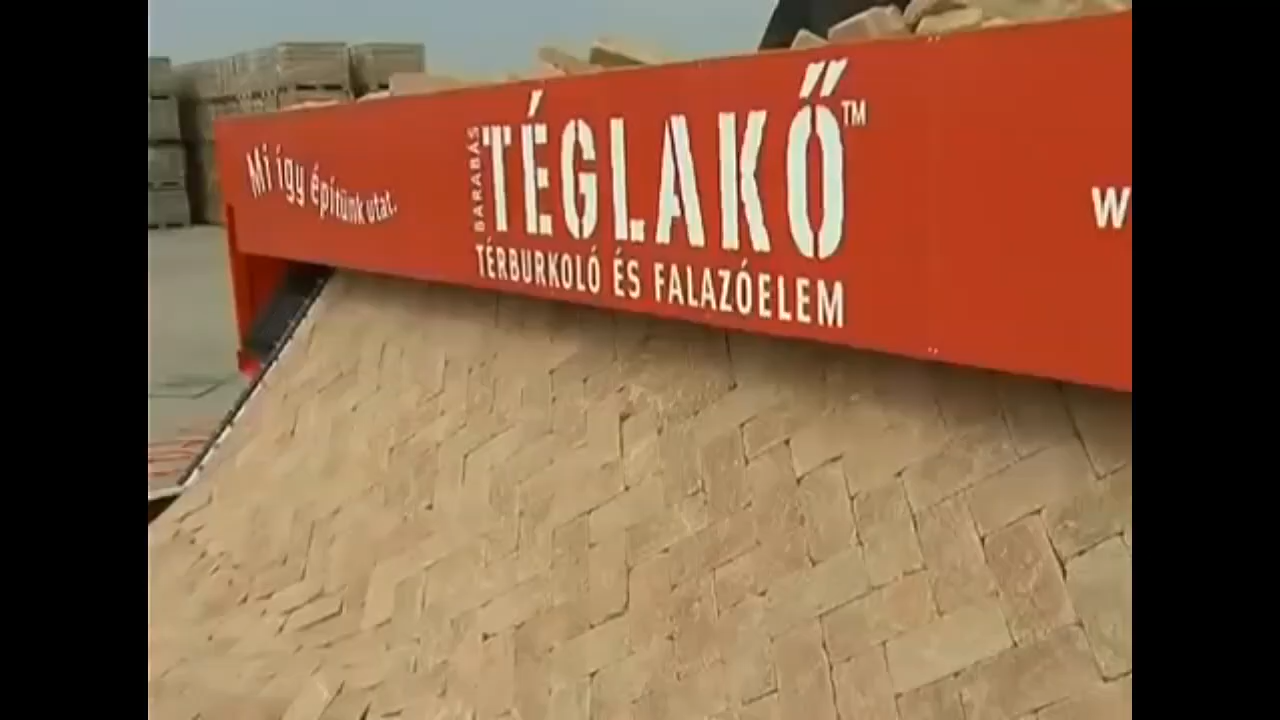 Mi így építünk utat.
BARABÁS
TÉGLAKŐ™
TÉRBURKOLÓ ÉS FALAZÓELEM
w